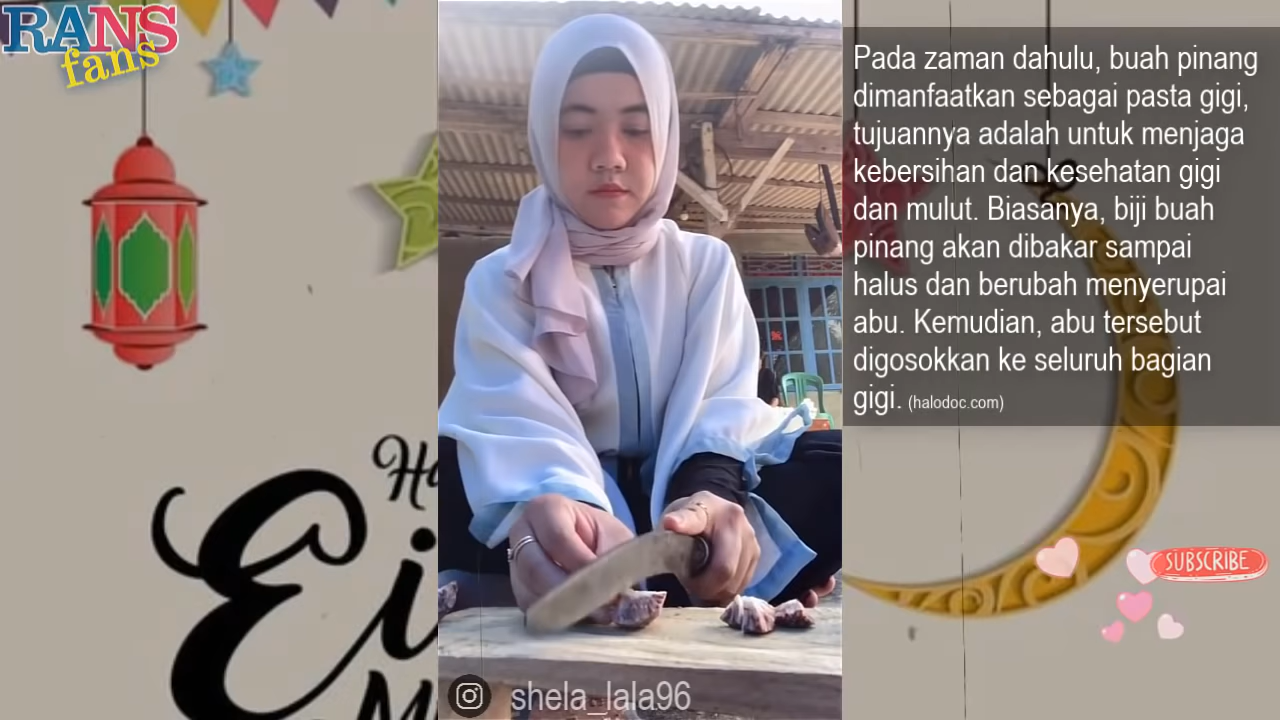 RANS
fans
Pada zaman dahulu, buah pinang
dimanfaatkan sebagai pasta gigi,
tujuannya adalah untuk menjaga
kebersihan dan kesehatan gigi
dan mulut. Biasanya, biji buah
pinang akan dibakar sampai
halus dan berubah menyerupai
abu. Kemudian, abu tersebut
digosokkan ke seluruh bagian
gigi. (halodoc.com)
SUBSCRIBE
shela_lala96